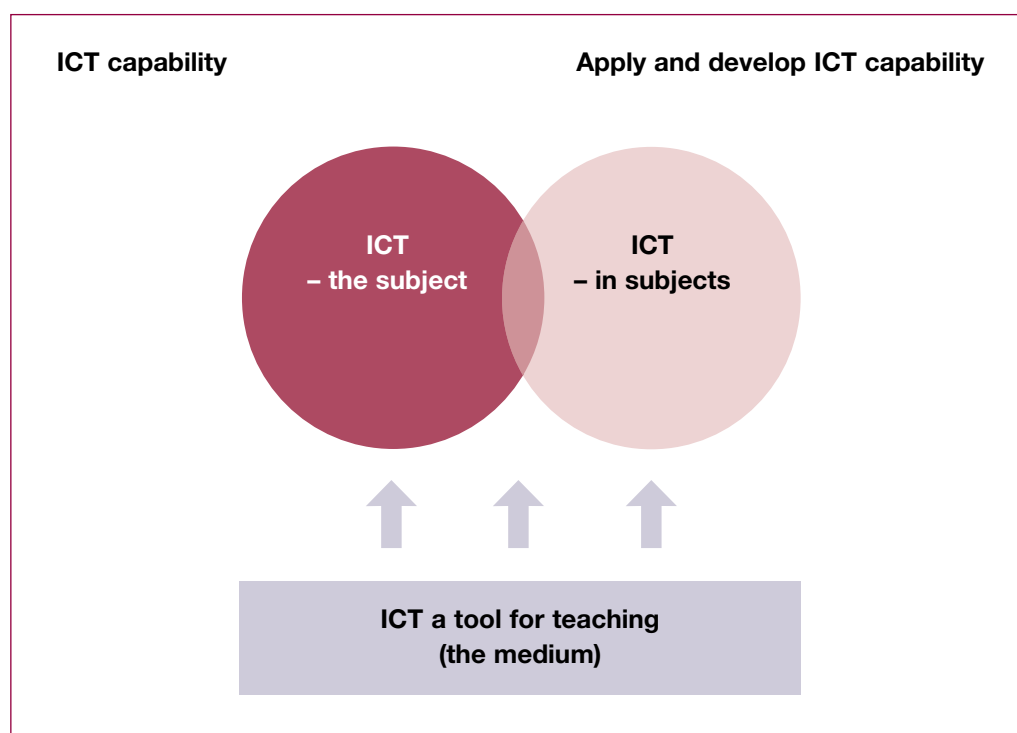 ICT capability
Apply and develop ICT capability
ICT
– the subject
ICT
– in subjects
ICT a tool for teaching
(the medium)